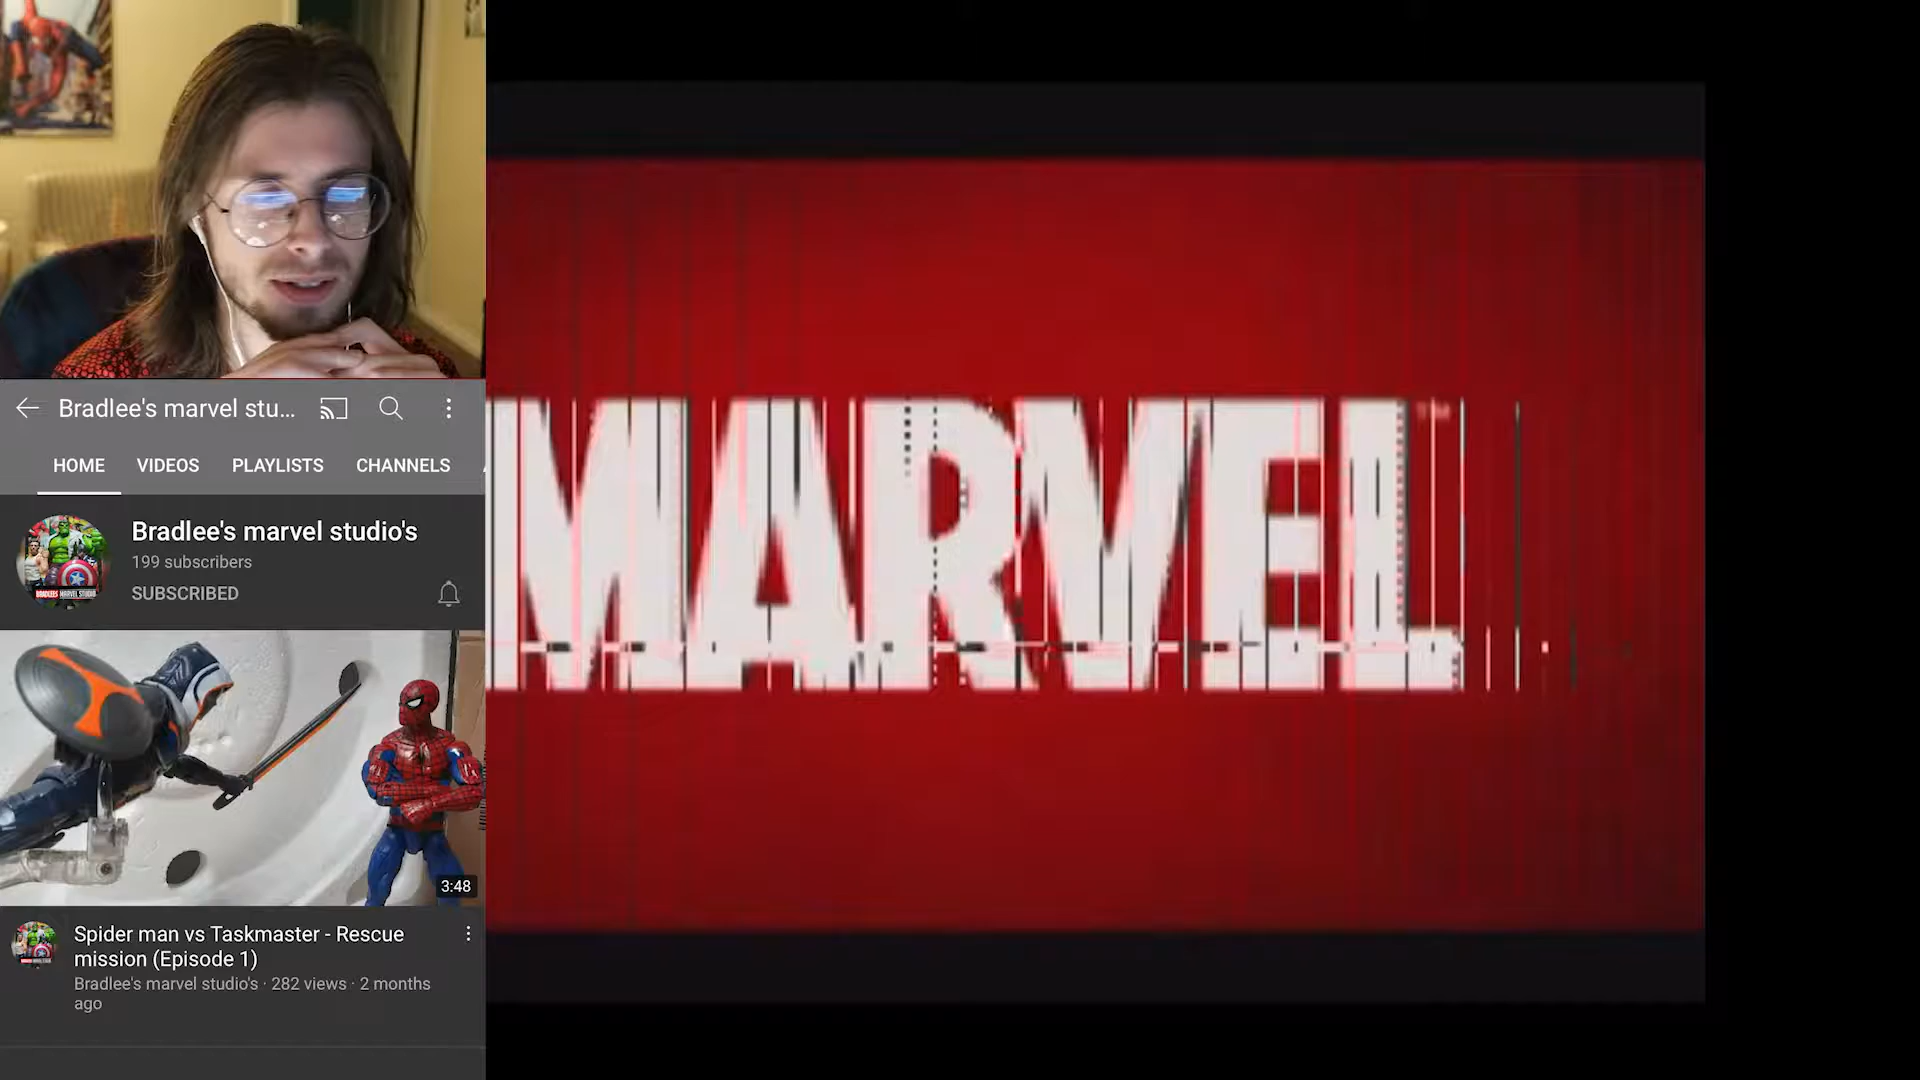 Bradlee's marvel stu...
HOME VIDEOS PLAYLISTS CHANNELS
Bradlee's marvel studio's
199 subscribers
SUBSCRIBED
3:48
Spider man vs Taskmaster - Rescue
mission (Episode 1)
Bradlee's marvel studio's · 282 views · 2 months
ago
MARVEL
TM